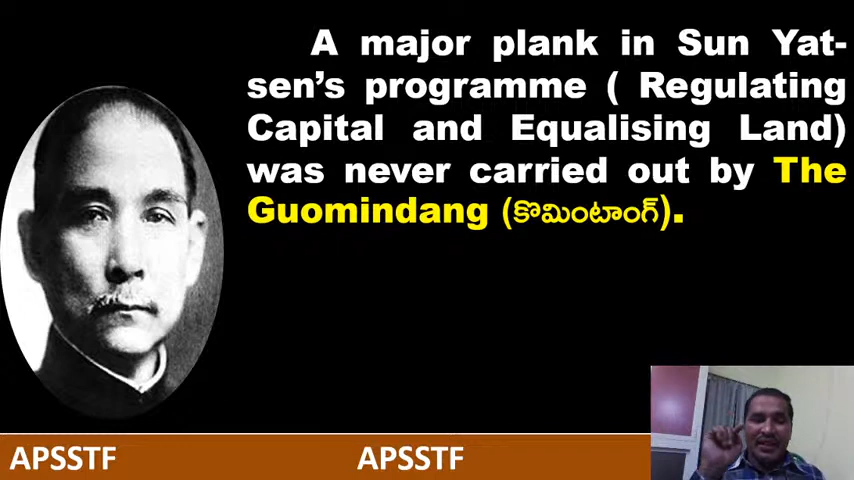 A major plank in Sun Yat-
sen’s programme ( Regulating
Capital and Equalising Land)
was never carried out by The
Guomindang (కొమింటాంగ్).
APSSTF APSSTF